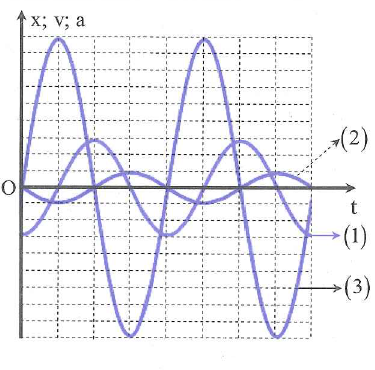 x; v; a
(2)
O
t
(1)
(3)